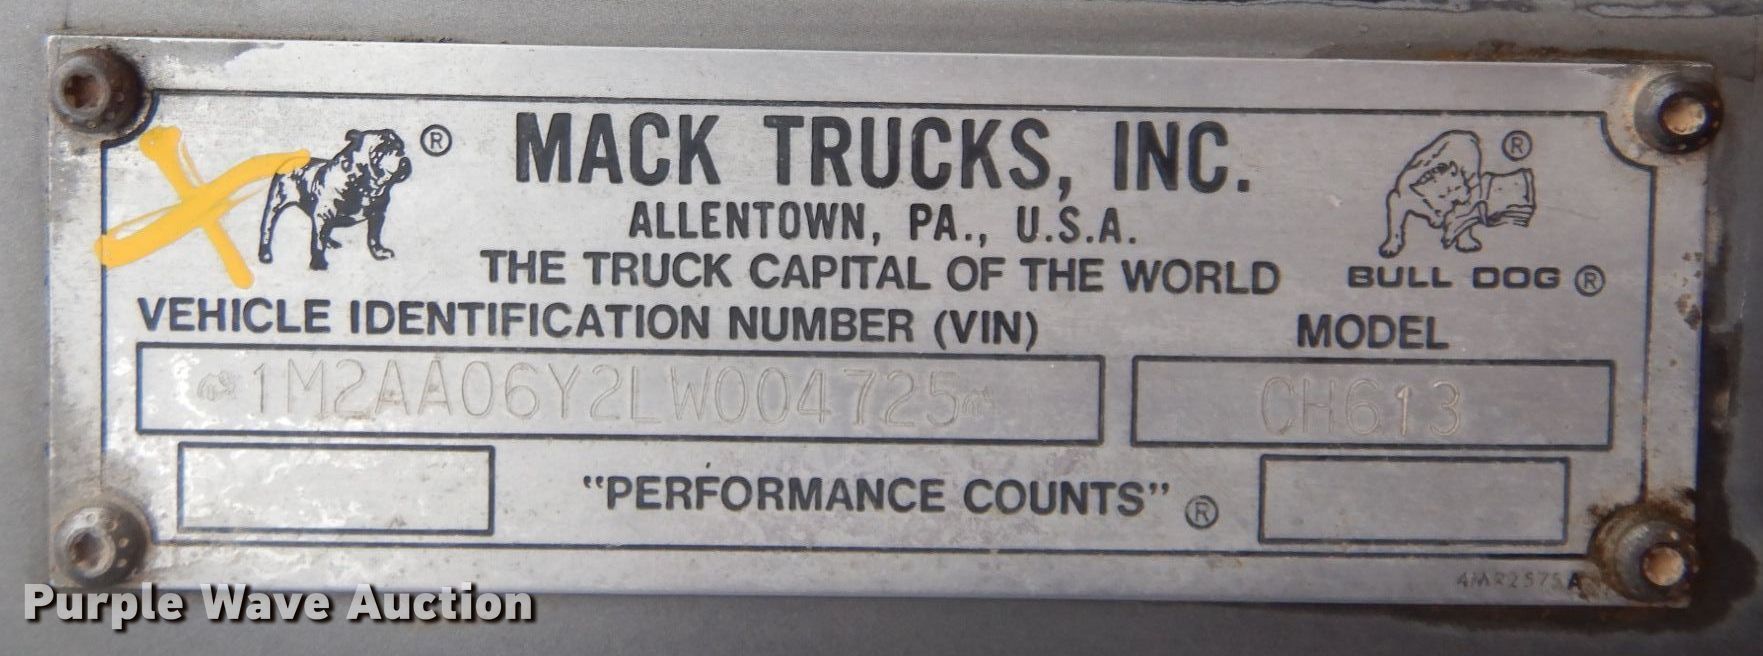 ® MACK TRUCKS, INC. ®
ALLENTOWN, PA., U.S.A.
THE TRUCK CAPITAL OF THE WORLD
BULL DOG ®
VEHICLE IDENTIFICATION NUMBER (VIN)
MODEL
1M2AA06Y2LW004725
CH613
"PERFORMANCE COUNTS" ®
4MR2575A
Purple Wave Auction